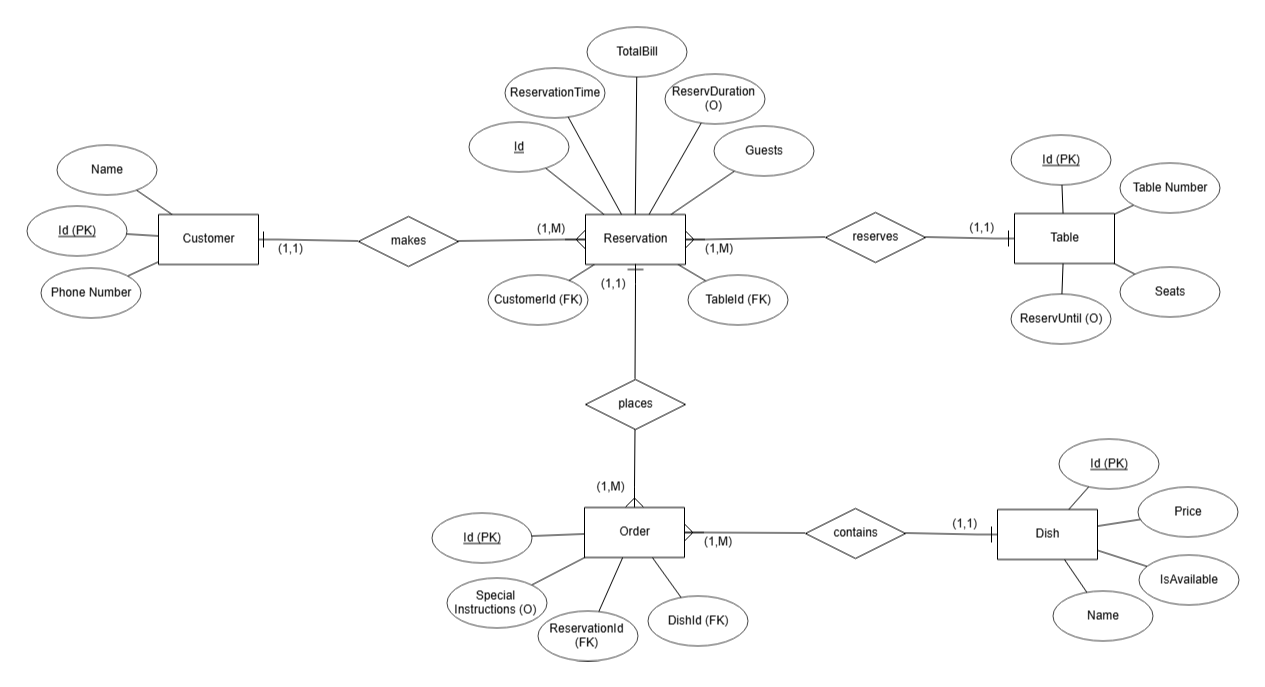 TotalBill
ReservationTime
ReservDuration
(O)
Id
Guests
Name
Id (PK)
Table Number
Id (PK)
Customer
(1,1)
makes
(1,M)
Reservation
(1,M)
reserves
(1,1)
Table
Phone Number
CustomerId (FK)
(1,1)
TableId (FK)
Seats
ReservUntil (O)
places
(1,M)
Id (PK)
Price
Id (PK)
Order
(1,M)
contains
(1,1)
Dish
IsAvailable
Special
Instructions (O)
ReservationId
(FK)
DishId (FK)
Name